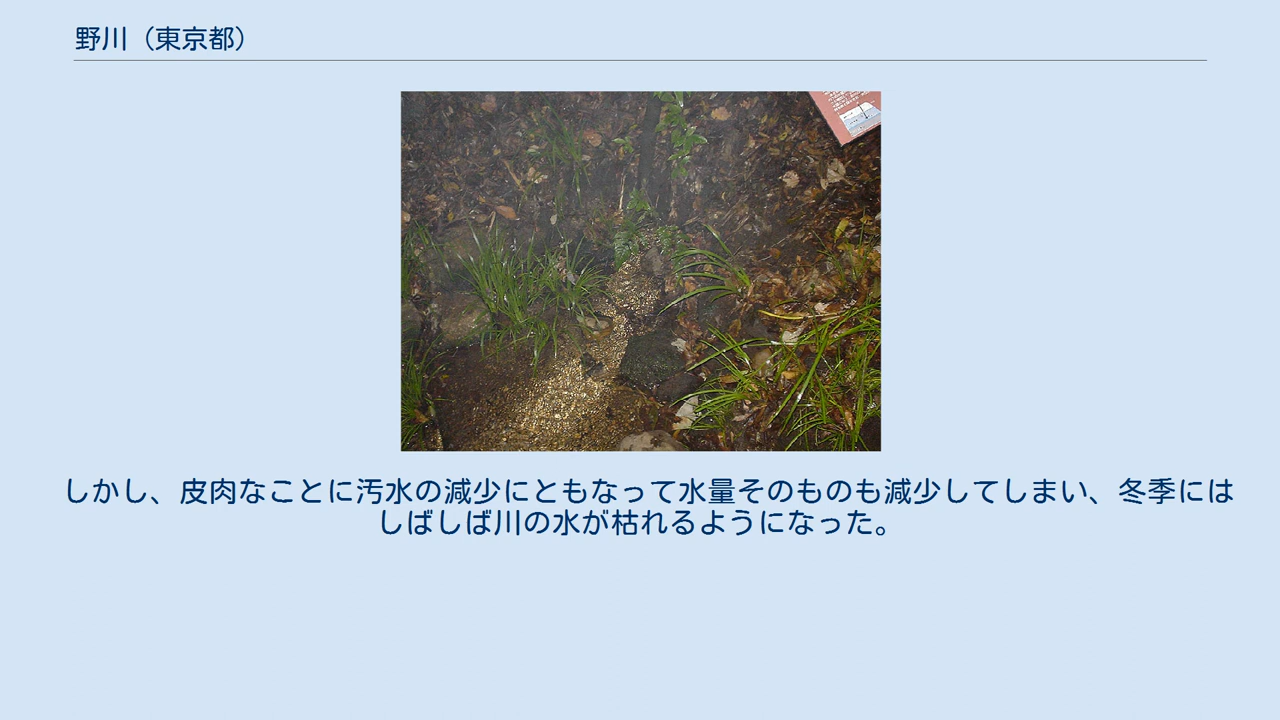 野川（東京都）
しかし、皮肉なことに汚水の減少にともなって水量そのものも減少してしまい、冬季には
しばしば川の水が枯れるようになった。